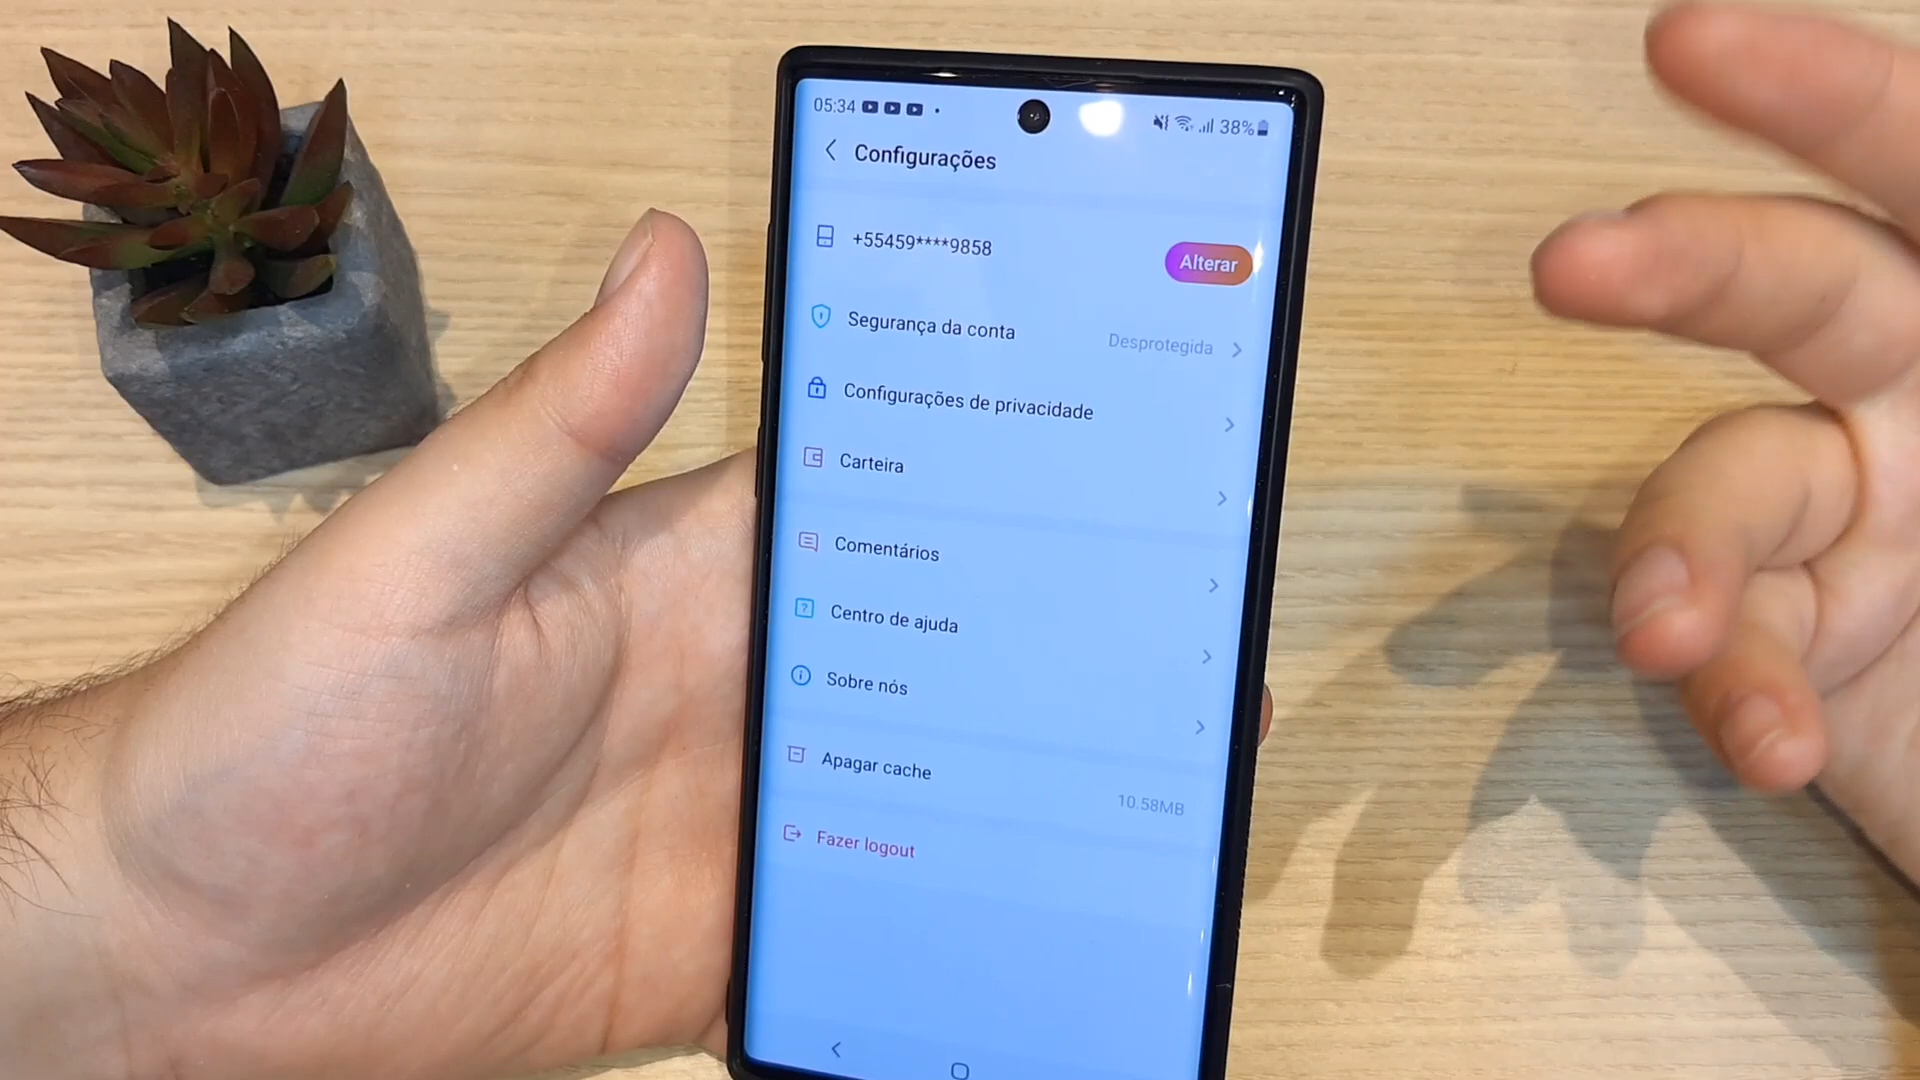 05:34
38%
Configurações
+55459****9858
Alterar
Segurança da conta
Desprotegida
Configurações de privacidade
Carteira
Comentários
Centro de ajuda
Sobre nós
Apagar cache
10.58MB
Fazer logout